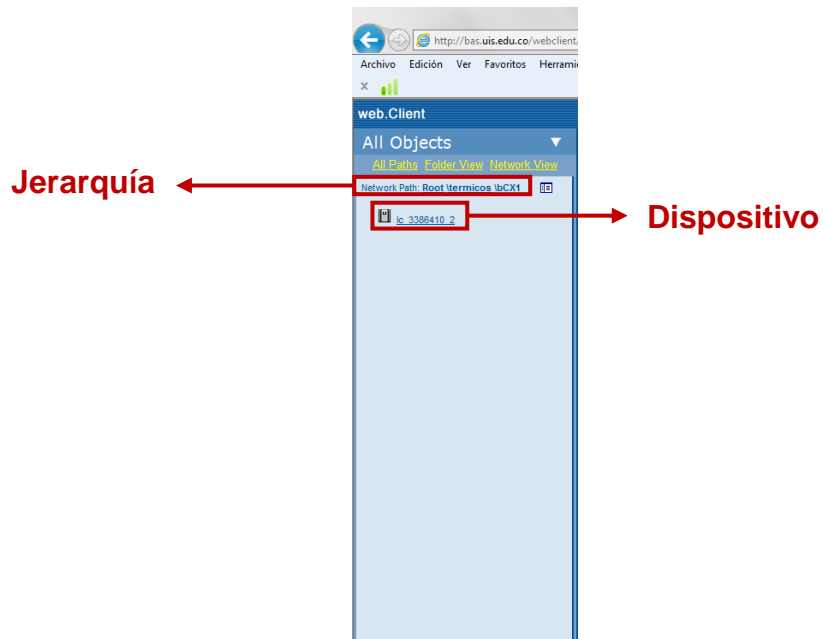 http://bas.uis.edu.co/webclient/
Archivo Edición Ver Favoritos
x
web.Client
All Objects
All Paths Folder View Network View
Jerarquía
Network Path: Root \termicos \bCX1
lc_3386410_2
Dispositivo